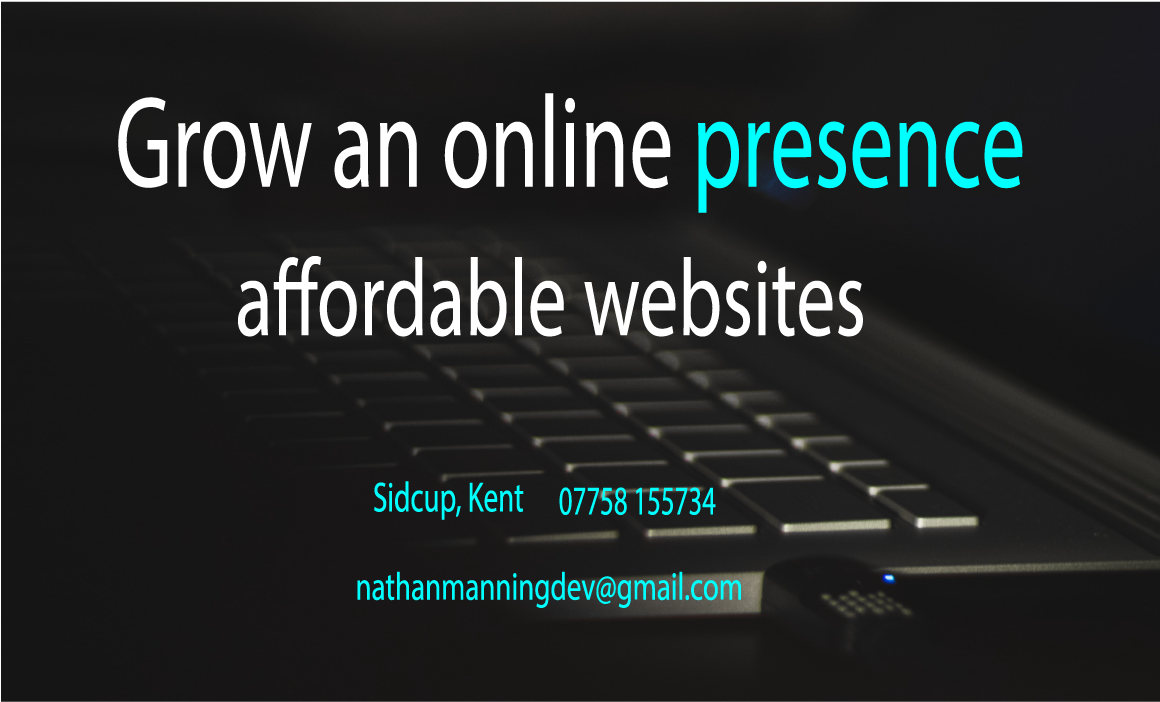 Grow an online presence
affordable websites
Sidcup, Kent 07758 155734
nathanmanningdev@gmail.com